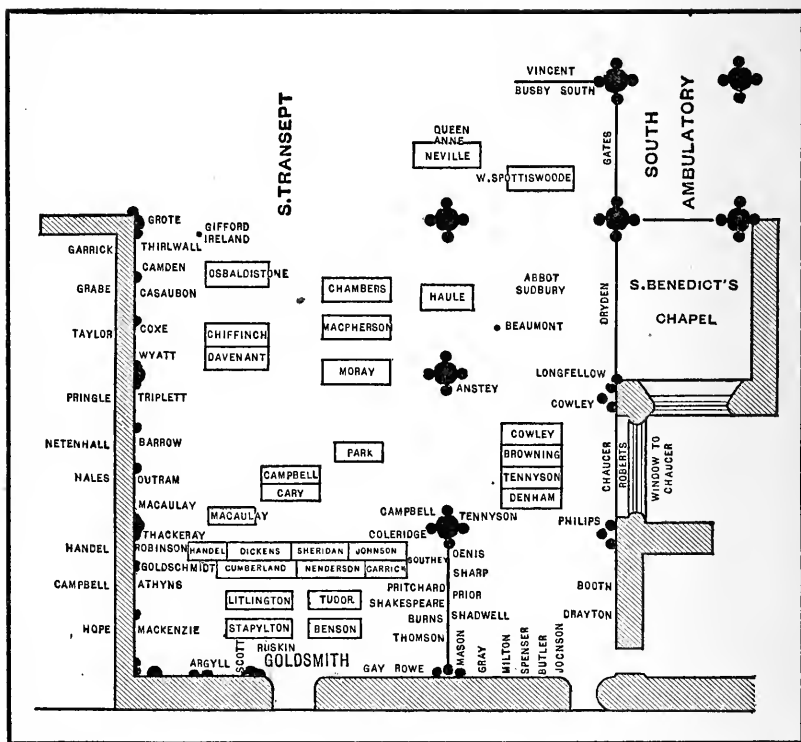 VINCENT
BUSBY SOUTH
SOUTH
AMBULATORY
GATES
S. TRANSEPT
QUEEN
ANNE
NEVILLE
W. SPOTTISWOODE
GROTE
GIFFORD
IRELAND
GARRICK
THIRLWALL
CAMDEN
OSBALDISTONE
GRABE
CASAUBON
CHAMBERS
HAULE
ABBOT
SUDBURY
DRYDEN
S. BENEDICT'S
CHAPEL
TAYLOR
COXE
CHIFFINCH
MACPHERSON
BEAUMONT
WYATT
DAVENANT
MORAY
LONGFELLOW
ANSTEY
PRINGLE
TRIPLETT
COWLEY
NETENHALL
BARROW
PARK
COWLEY
BROWNING
TENNYSON
DENHAM
CHAUCER
ROBERTS
WINDOW TO
CHAUCER
HALES
OUTRAM
CAMPBELL
CARY
MACAULAY
MACAULAY
CAMPBELL
TENNYSON
PHILIPS
THACKERAY
COLERIDGE
HANDEL
ROBINSON
HANDEL
DICKENS
SHERIDAN
JOHNSON
SOUTHEY
DENIS
GOLDSCHMIDT
CUMBERLAND
NENDERSON
GARRICK
SHARP
CAMPBELL
ATHYNS
PRITCHARD
PRIOR
BOOTH
LITLINGTON
TUDOR
SHAKESPEARE
SHADWELL
DRAYTON
BURNS
HOPE
MACKENZIE
STAPYLTON
BENSON
THOMSON
MASON
GRAY
MILTON
SPENSER
BUTLER
JOCNSON
ARGYLL
SCOTT
RUSKIN
GOLDSMITH
GAY ROWE